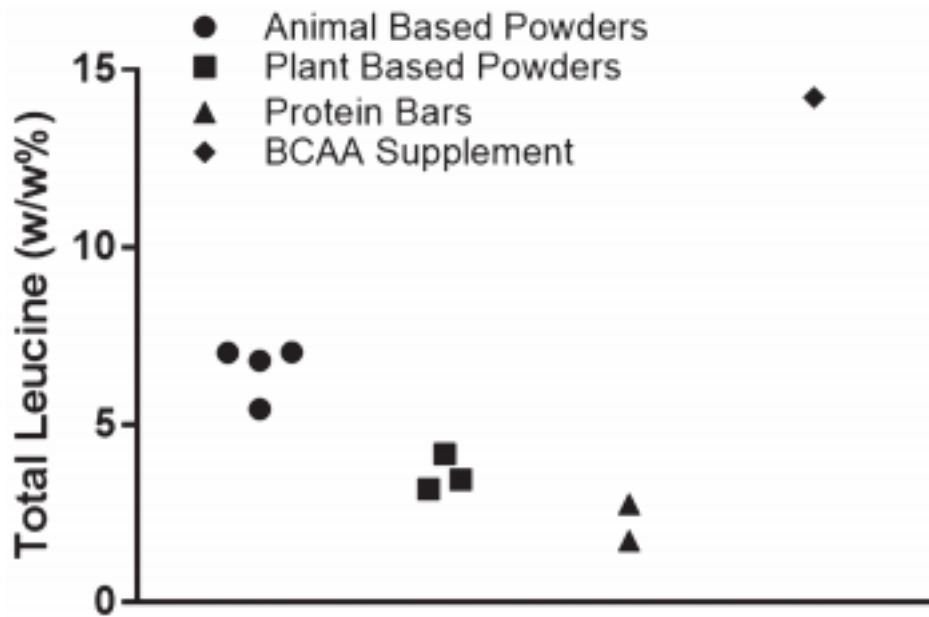 Animal Based Powders
Plant Based Powders
Protein Bars
BCAA Supplement
Total Leucine (w/w%)
15
10
5
0